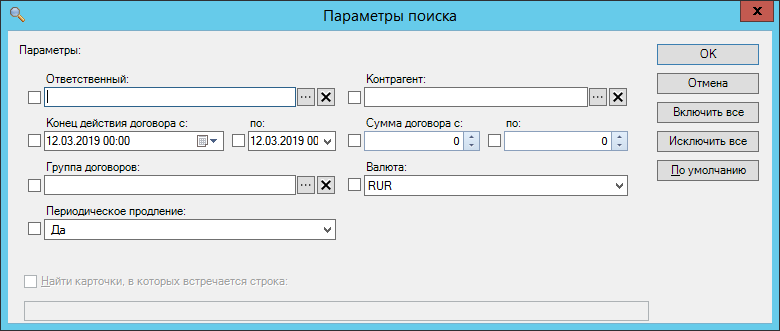 Параметры поиска
Параметры:
Ответственный:
Контрагент:
Конец действия договора с:
по:
12.03.2019 00:00
12.03.2019 00
Сумма договора с:
по:
0
0
Группа договоров:
Валюта:
RUR
Периодическое продление:
Да
Найти карточки, в которых встречается строка:
OK
Отмена
Включить все
Исключить все
По умолчанию